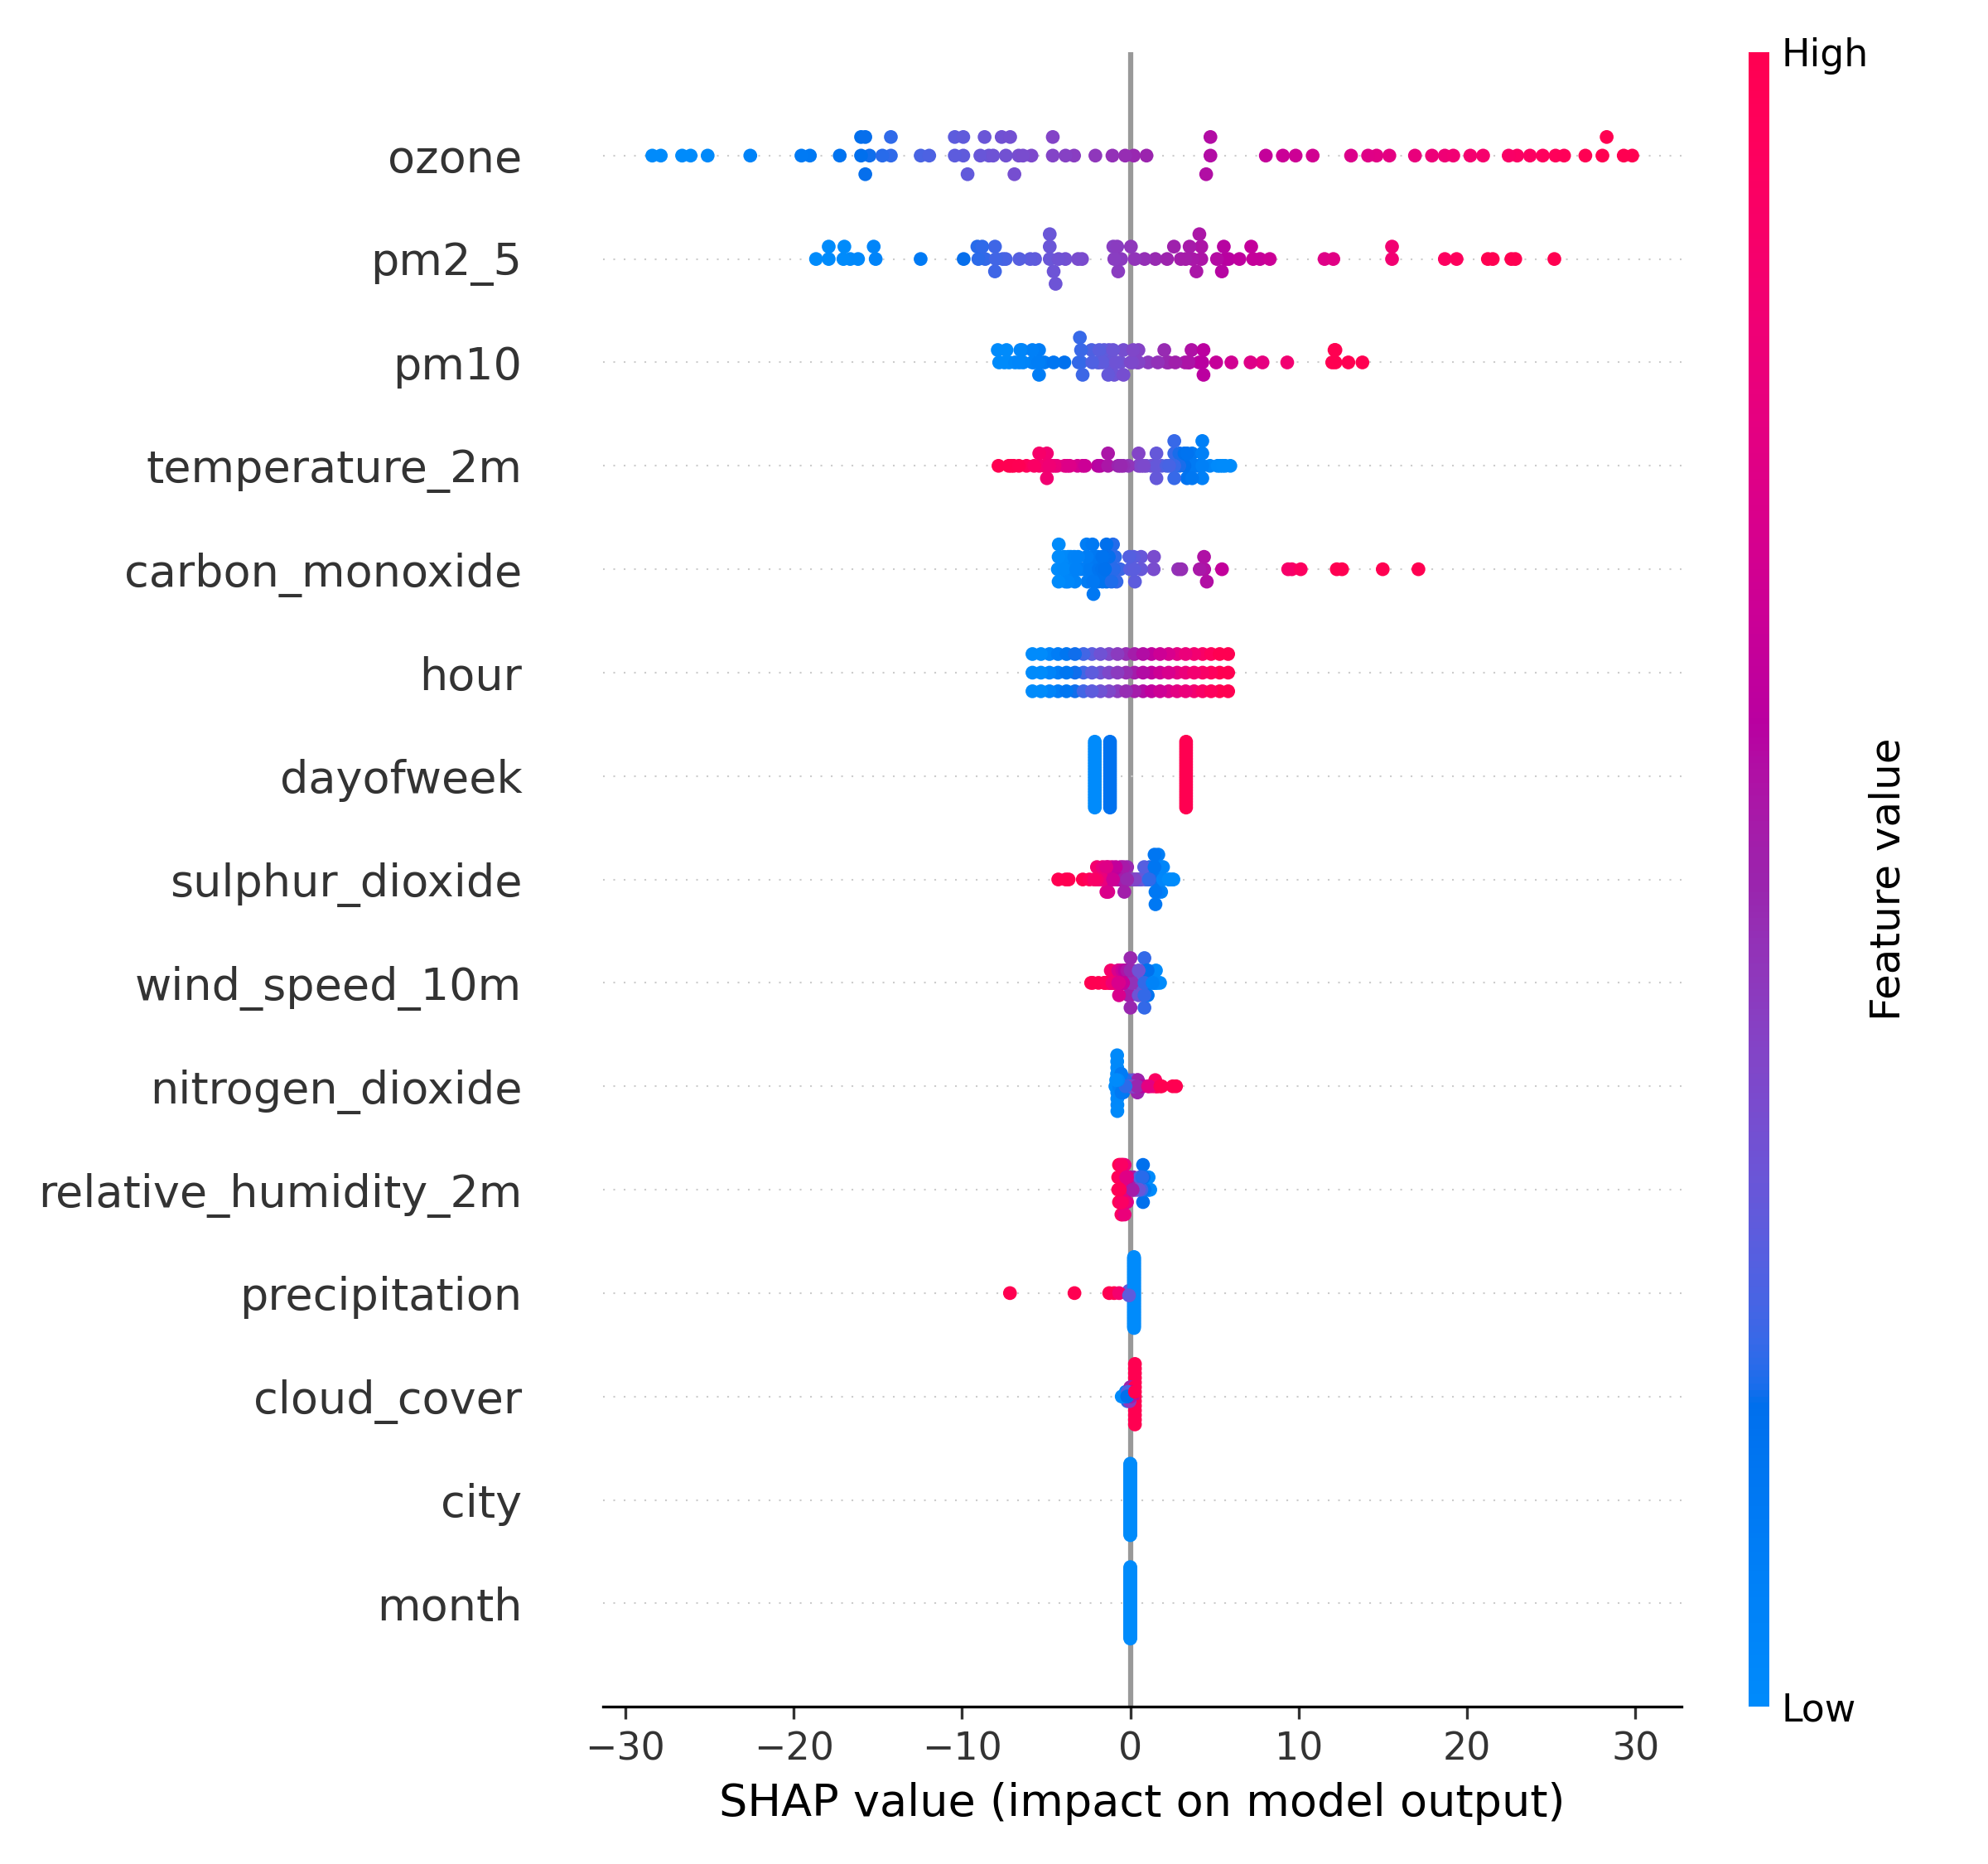 High
ozone
pm2_5
pm10
temperature_2m
carbon_monoxide
hour
dayofweek
sulphur_dioxide
wind_speed_10m
nitrogen_dioxide
relative_humidity_2m
precipitation
cloud_cover
city
month
Feature value
Low
−30 −20 −10 0 10 20 30
SHAP value (impact on model output)